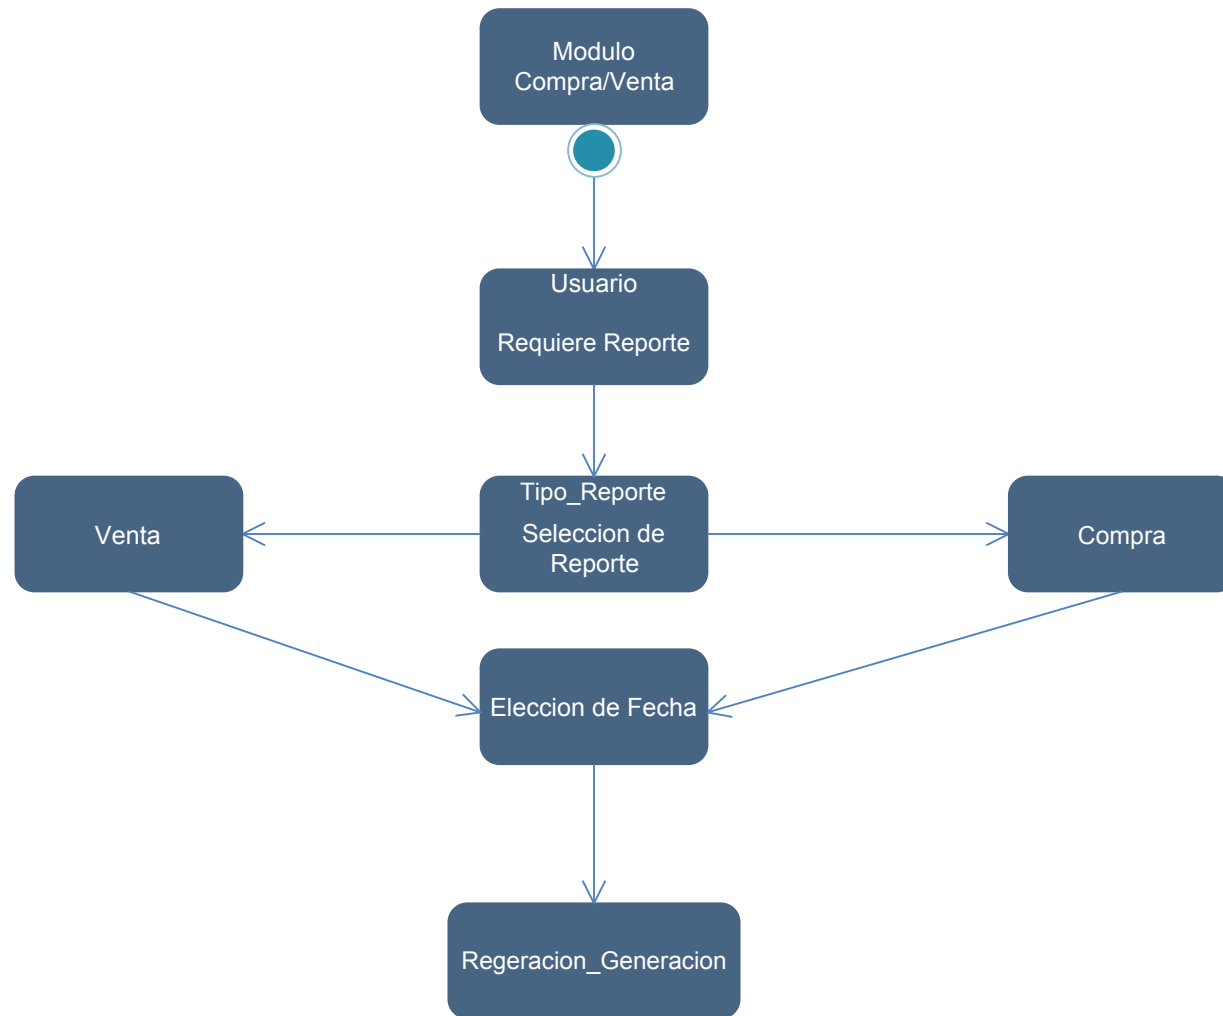 Modulo
Compra/Venta
Usuario
Requiere Reporte
Tipo_Reporte
Seleccion de
Reporte
Venta
Compra
Eleccion de Fecha
Regeracion_Generacion